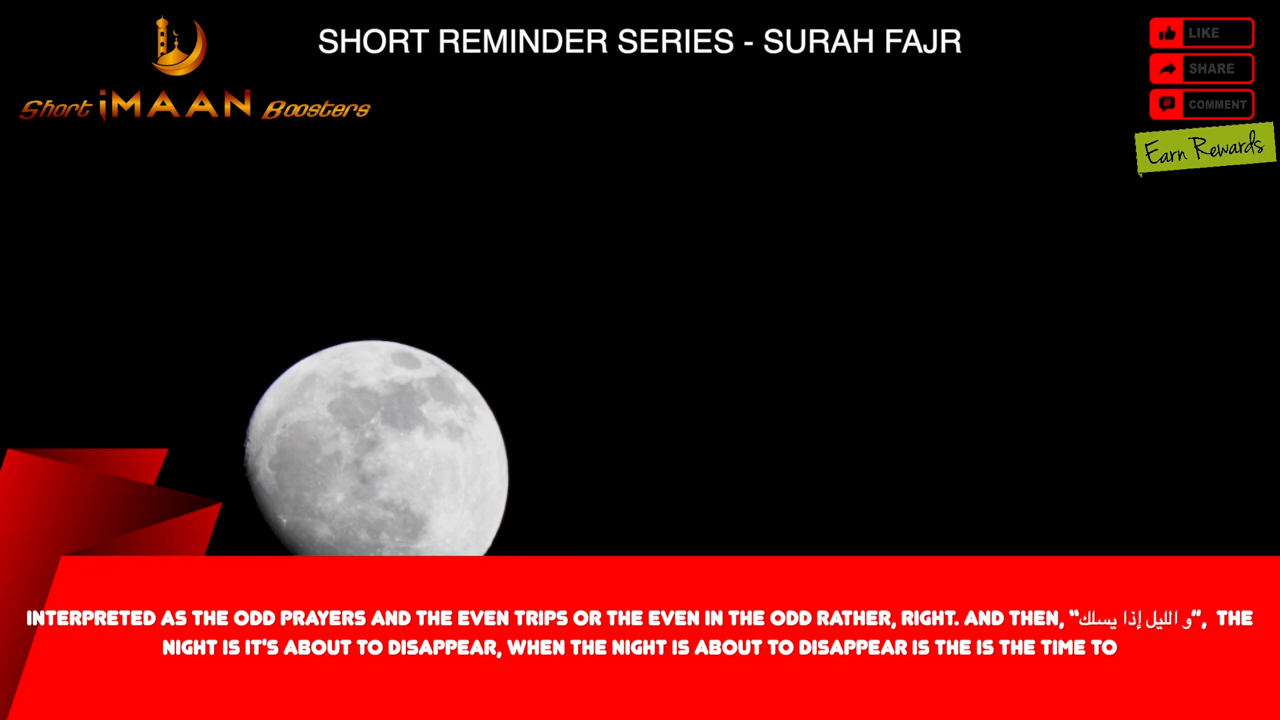 SHORT REMINDER SERIES - SURAH FAJR
Short iMAAN Boosters
LIKE
SHARE
COMMENT
Earn Rewards
INTERPRETED AS THE ODD PRAYERS AND THE EVEN TRIPS OR THE EVEN IN THE ODD RATHER, RIGHT. AND THEN, "و الليل إذا يسلك", THE
NIGHT IS IT'S ABOUT TO DISAPPEAR, WHEN THE NIGHT IS ABOUT TO DISAPPEAR IS THE IS THE TIME TO